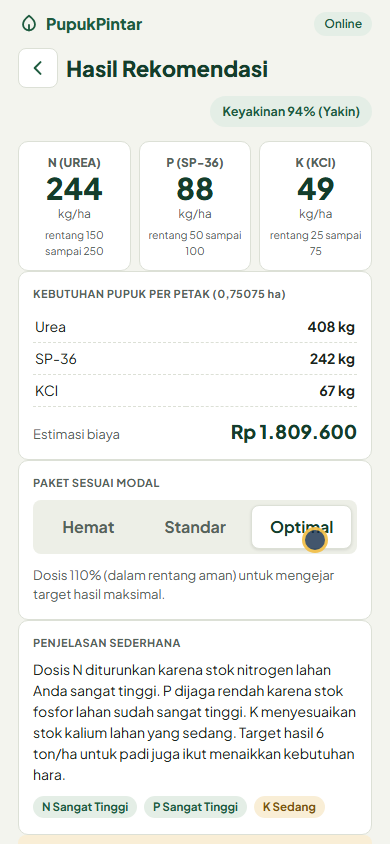 PupukPintar
Online
Hasil Rekomendasi
Keyakinan 94% (Yakin)
N (UREA)
244
kg/ha
rentang 150
sampai 250
P (SP-36)
88
kg/ha
rentang 50 sampai
100
K (KCl)
49
kg/ha
rentang 25 sampai
75
KEBUTUHAN PUPUK PER PETAK (0,75075 ha)
Urea 408 kg
SP-36 242 kg
KCl 67 kg
Estimasi biaya Rp 1.809.600
PAKET SESUAI MODAL
Hemat Standar Optimal
Dosis 110% (dalam rentang aman) untuk mengejar
target hasil maksimal.
PENJELASAN SEDERHANA
Dosis N diturunkan karena stok nitrogen lahan
Anda sangat tinggi. P dijaga rendah karena stok
fosfor lahan sudah sangat tinggi. K menyesuaikan
stok kalium lahan yang sedang. Target hasil 6
ton/ha untuk padi juga ikut menaikkan kebutuhan
hara.
N Sangat Tinggi P Sangat Tinggi K Sedang